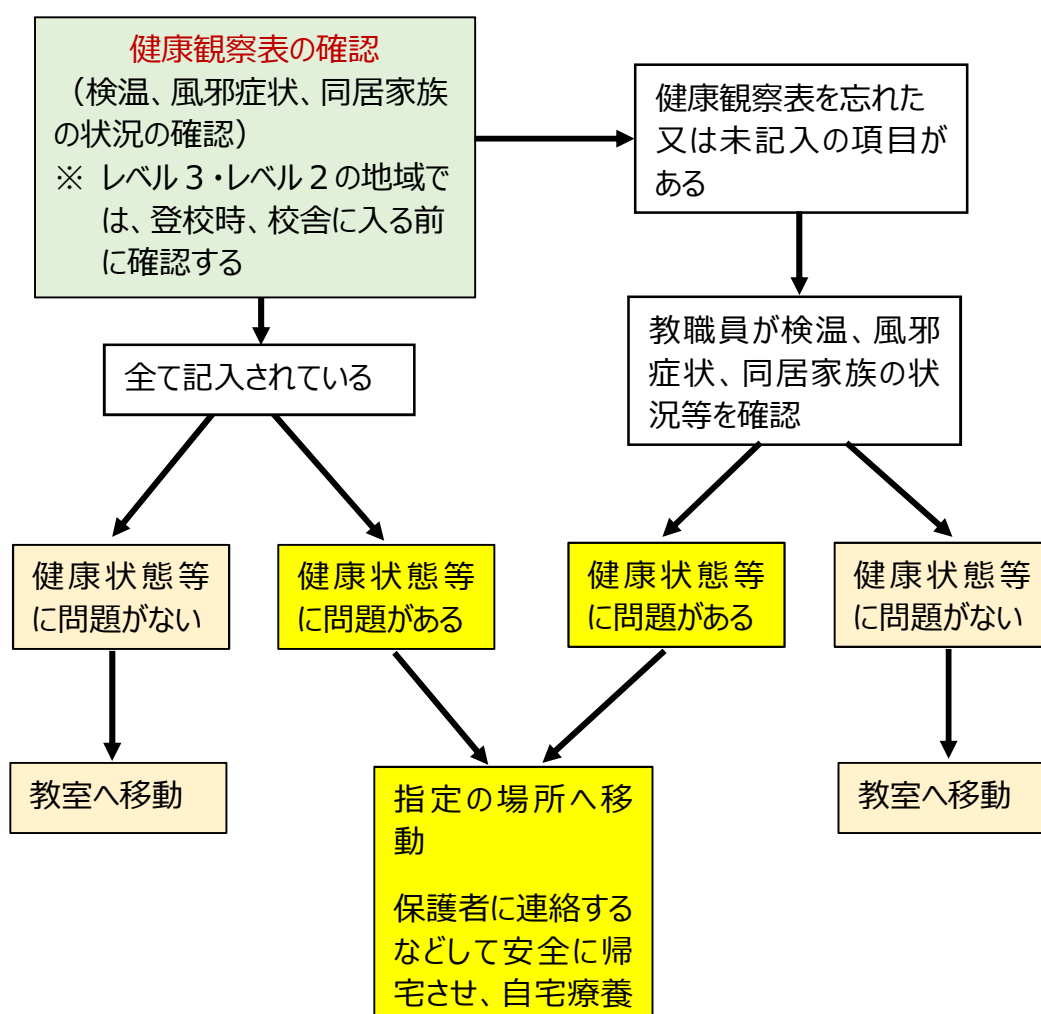 健康観察表の確認
（検温、風邪症状、同居家族
の状況の確認）
※ レベル３・レベル２の地域で
は、登校時、校舎に入る前
に確認する
健康観察表を忘れた
又は未記入の項目が
ある
全て記入されている
教職員が検温、風邪
症状、同居家族の状
況等を確認
健康状態等
に問題がない
健康状態等
に問題がある
健康状態等
に問題がある
健康状態等
に問題がない
教室へ移動
指定の場所へ移
動
保護者に連絡する
などして安全に帰
宅させ、自宅療養
教室へ移動